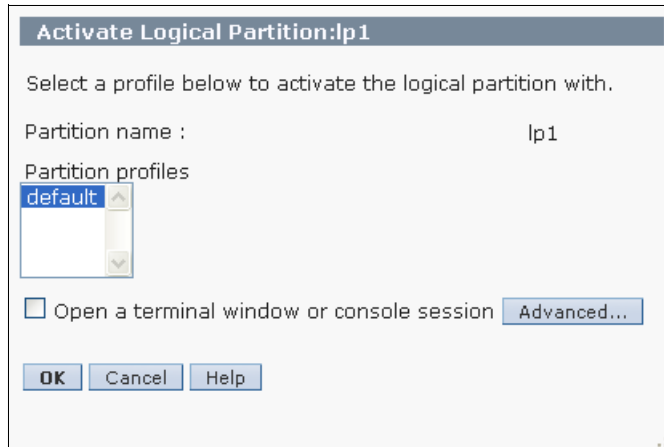 Activate Logical Partition:lp1
Select a profile below to activate the logical partition with.
Partition name : lp1
Partition profiles
default
Open a terminal window or console session Advanced...
OK Cancel Help